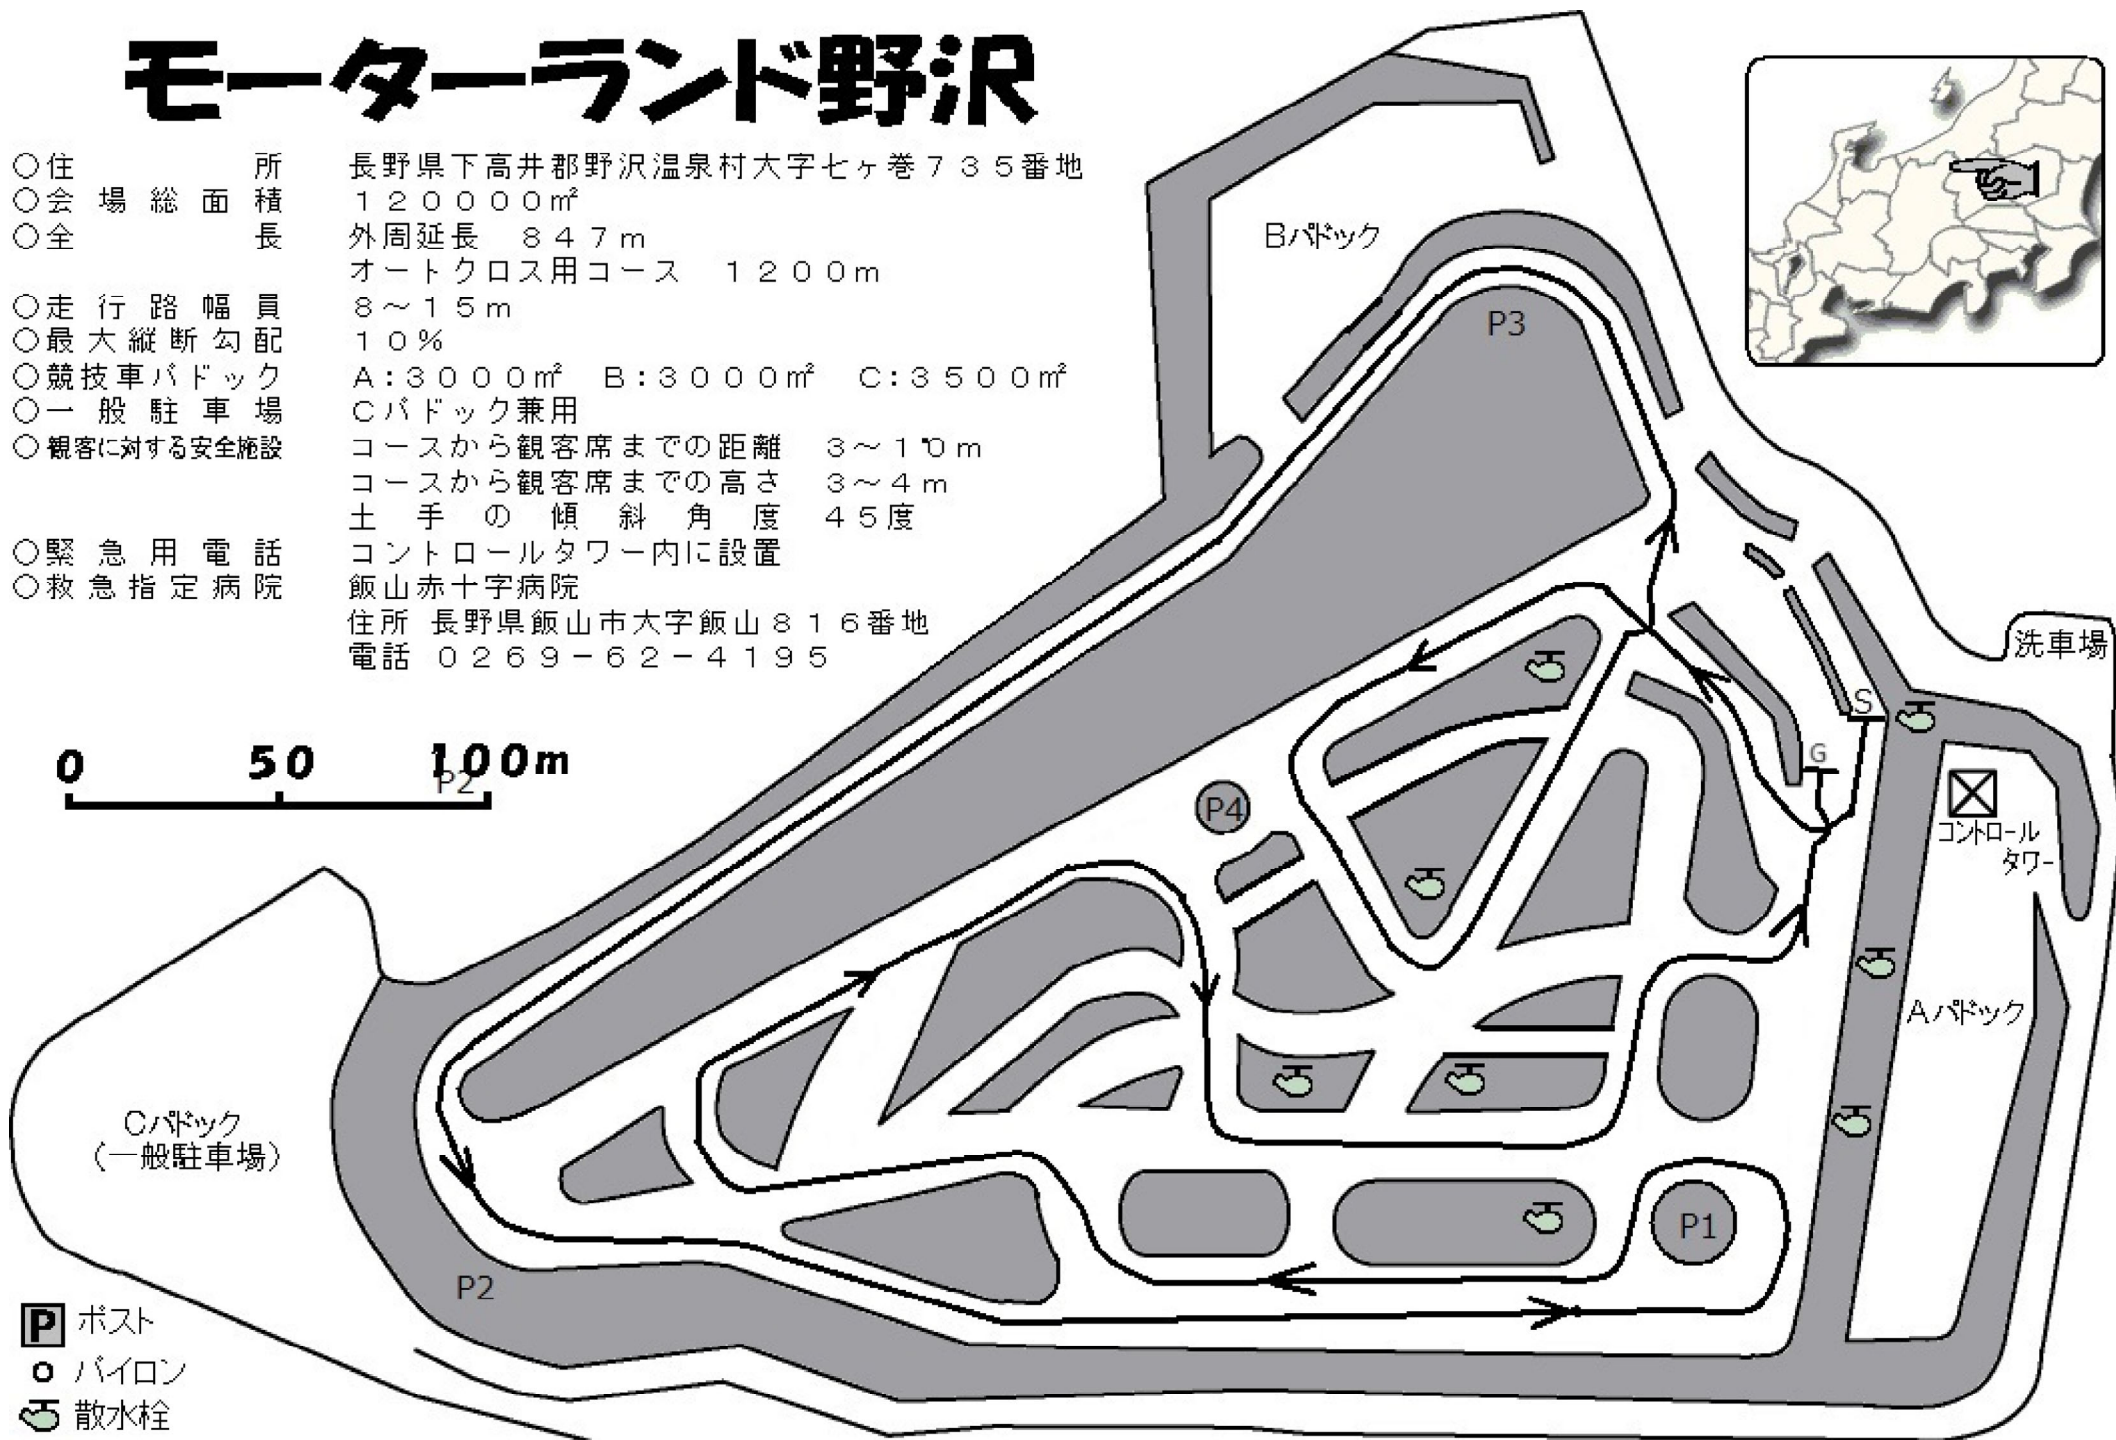 モーターランド野沢
○住所 長野県下高井郡野沢温泉村大字七ヶ巻７３５番地
○会場総面積 １２００００㎡
○全長 外周延長 ８４７ｍ
オートクロス用コース １２００ｍ
○走行路幅員 ８～１５ｍ
○最大縦断勾配 １０％
○競技車パドック Ａ:３０００㎡ Ｂ:３０００㎡ Ｃ:３５００㎡
○一般駐車場 Ｃパドック兼用
○観客に対する安全施設 コースから観客席までの距離 ３～１０ｍ
コースから観客席までの高さ ３～４ｍ
土手の傾斜角度 ４５度
○緊急用電話 コントロールタワー内に設置
○救急指定病院 飯山赤十字病院
住所 長野県飯山市大字飯山８１６番地
電話 ０２６９－６２－４１９５
0 50 100m
P2
Bパドック
P3
洗車場
S
G
P4
コントロール
タワー
Aパドック
Cパドック
（一般駐車場）
P1
P2
P ポスト
パイロン
散水栓